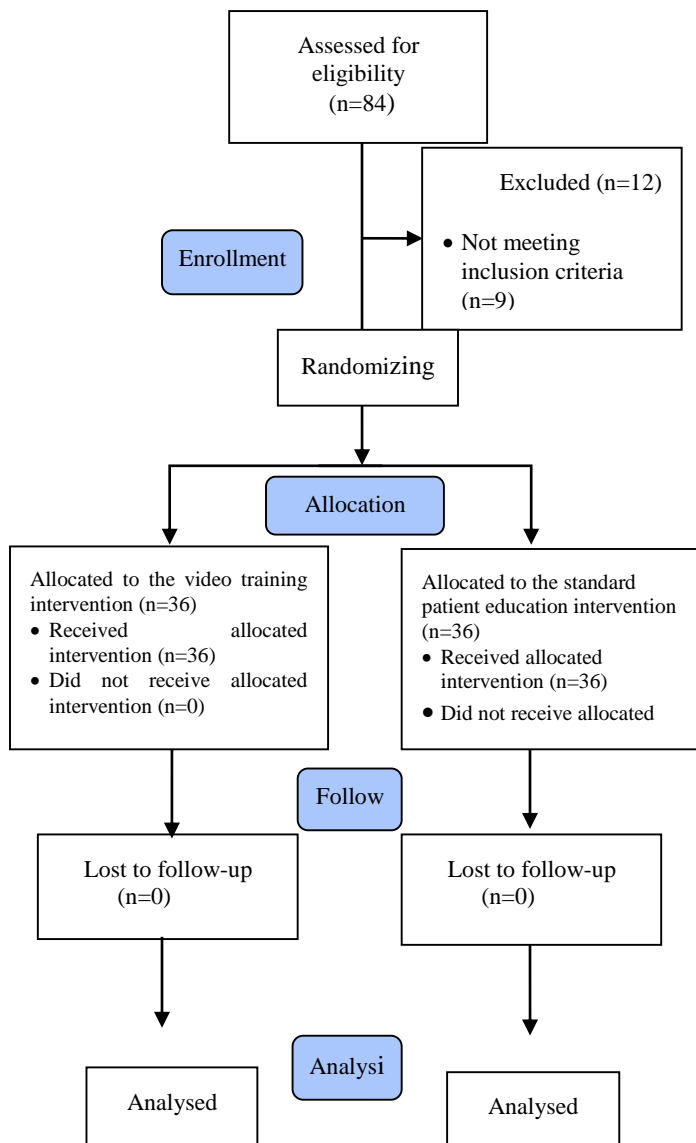 Assessed for
eligibility
(n=84)
Excluded (n=12)
• Not meeting
inclusion criteria
(n=9)
Enrollment
Randomizing
Allocation
Allocated to the video training
intervention (n=36)
• Received allocated
intervention (n=36)
• Did not receive allocated
intervention (n=0)
Allocated to the standard
patient education intervention
(n=36)
• Received allocated
intervention (n=36)
• Did not receive allocated
Follow
Lost to follow-up
(n=0)
Lost to follow-up
(n=0)
Analysi
Analysed
Analysed